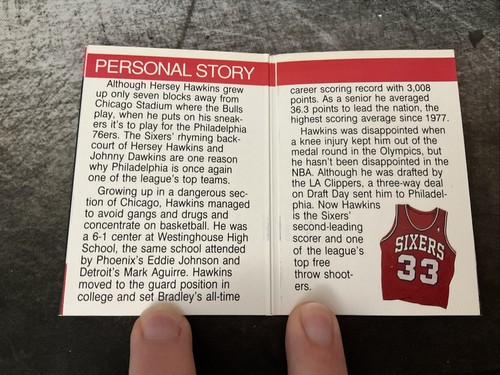 PERSONAL STORY
Although Hersey Hawkins grew
up only seven blocks away from
Chicago Stadium where the Bulls
play, when he puts on his sneak-
ers it's to play for the Philadelphia
76ers. The Sixers' rhyming back-
court of Hersey Hawkins and
Johnny Dawkins are one reason
why Philadelphia is once again
one of the league's top teams.
Growing up in a dangerous sec-
tion of Chicago, Hawkins managed
to avoid gangs and drugs and
concentrate on basketball. He was
a 6-1 center at Westinghouse High
School, the same school attended
by Phoenix's Eddie Johnson and
Detroit's Mark Aguirre. Hawkins
moved to the guard position in
college and set Bradley's all-time
career scoring record with 3,008
points. As a senior he averaged
36.3 points to lead the nation, the
highest scoring average since 1977.
Hawkins was disappointed when
a knee injury kept him out of the
medal round in the Olympics, but
he hasn't been disappointed in the
NBA. Although he was drafted by
the LA Clippers, a three-way deal
on Draft Day sent him to Philadel-
phia. Now Hawkins
is the Sixers'
second-leading
scorer and one
of the league's
top free
throw shoot-
ers.
SIXERS
33